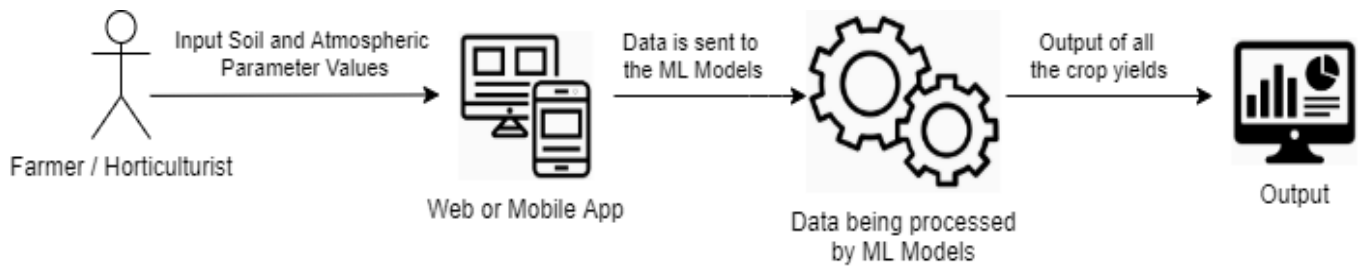 Input Soil and Atmospheric
Parameter Values
Data is sent to
the ML Models
Output of all
the crop yields
Farmer / Horticulturist
Web or Mobile App
Data being processed
by ML Models
Output